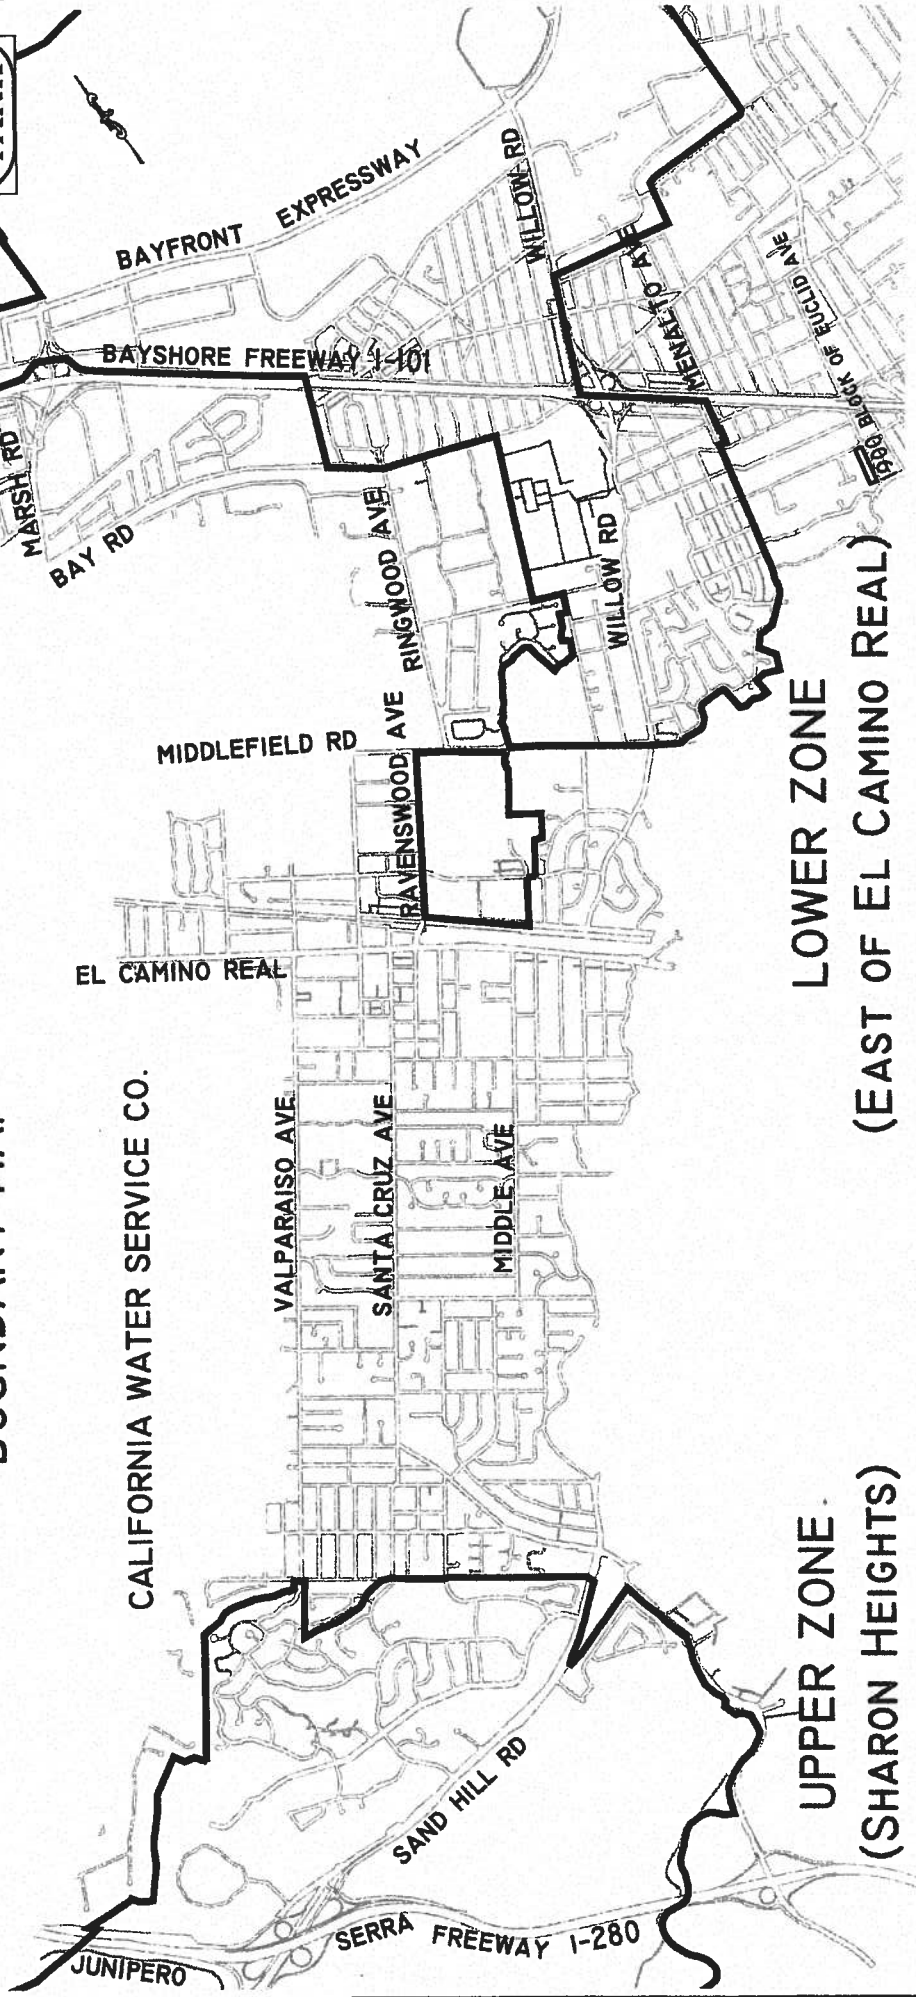 BAYFRONT EXPRESSWAY
WILLOW RD
BAYSHORE FREEWAY I-101
MENALTO AVE
1900 BLOCK OF EUCLID AVE
MARSH RD
BAY RD
RINGWOOD AVE
WILLOW RD
MIDDLEFIELD RD
RAVENSWOOD AVE
EL CAMINO REAL
LOWER ZONE
(EAST OF EL CAMINO REAL)
CALIFORNIA WATER SERVICE CO.
VALPARAISO AVE
SANTA CRUZ AVE
MIDDLE AVE
UPPER ZONE
(SHARON HEIGHTS)
SAND HILL RD
JUNIPERO SERRA FREEWAY I-280